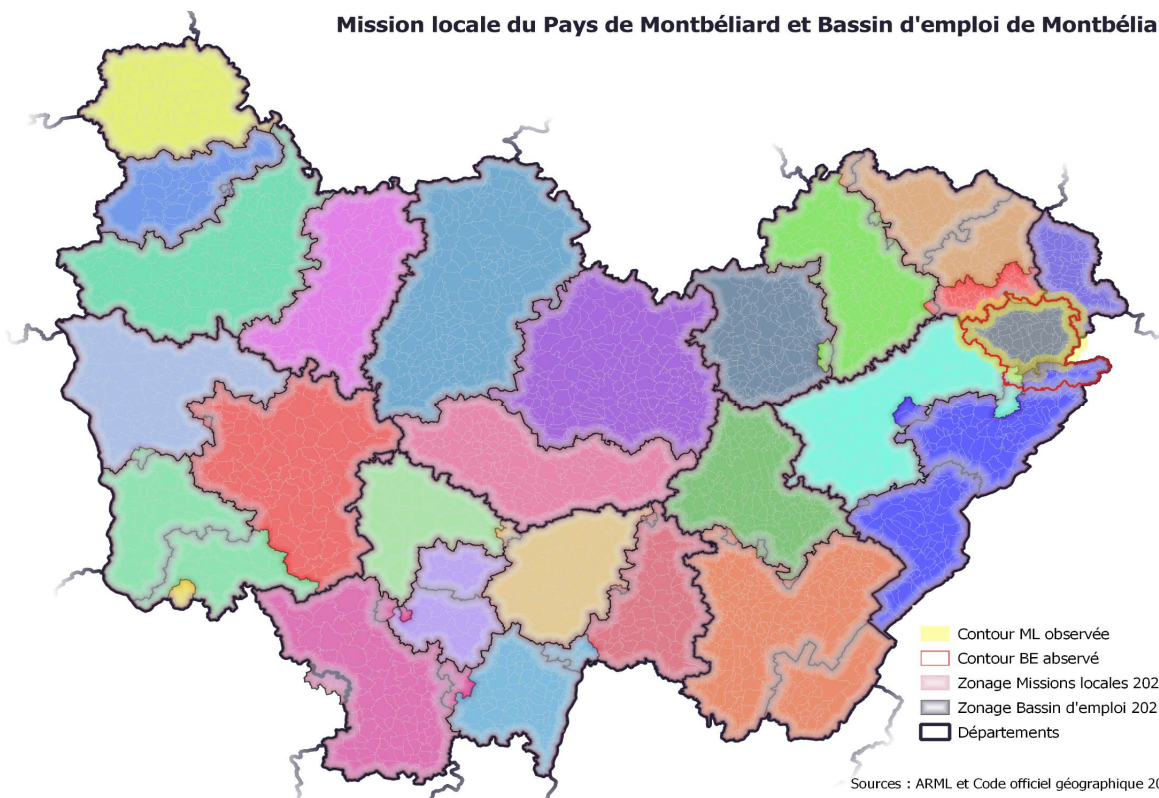 Mission locale du Pays de Montbéliard et Bassin d'emploi de Montbélia
Contour ML observée
Contour BE abservé
Zonage Missions locales 202
Zonage Bassin d'emploi 202
Départements
Sources : ARML et Code officiel géographique 20